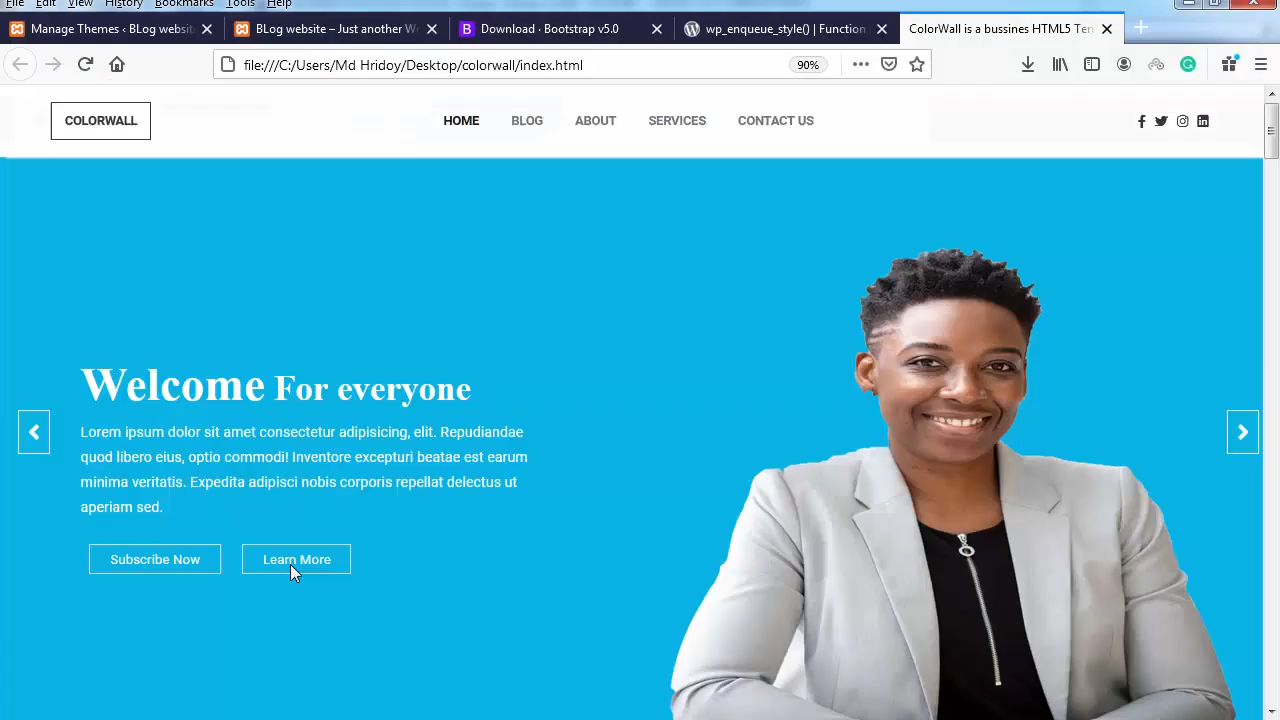 File Edit View History Bookmarks Tools Help
Manage Themes ‹ BLog websit
BLog website – Just another W
Download · Bootstrap v5.0
wp_enqueue_style() | Function
ColorWall is a bussines HTML5 Ten
file:///C:/Users/Md Hridoy/Desktop/colorwall/index.html
90%
COLORWALL
HOME
BLOG
ABOUT
SERVICES
CONTACT US
Welcome For everyone
Lorem ipsum dolor sit amet consectetur adipisicing, elit. Repudiandae
quod libero eius, optio commodi! Inventore excepturi beatae est earum
minima veritatis. Expedita adipisci nobis corporis repellat delectus ut
aperiam sed.
Subscribe Now
Learn More